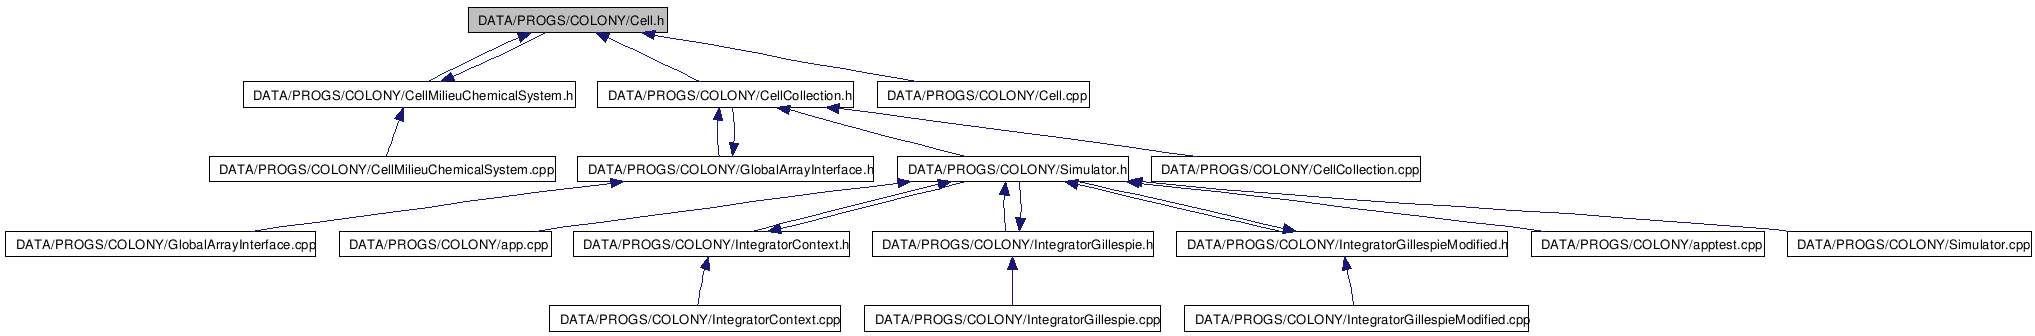 DATA/PROGS/COLONY/Cell.h
DATA/PROGS/COLONY/CellMilieuChemicalSystem.h
DATA/PROGS/COLONY/CellCollection.h
DATA/PROGS/COLONY/Cell.cpp
DATA/PROGS/COLONY/CellMilieuChemicalSystem.cpp
DATA/PROGS/COLONY/GlobalArrayInterface.h
DATA/PROGS/COLONY/Simulator.h
DATA/PROGS/COLONY/CellCollection.cpp
DATA/PROGS/COLONY/GlobalArrayInterface.cpp
DATA/PROGS/COLONY/app.cpp
DATA/PROGS/COLONY/IntegratorContext.h
DATA/PROGS/COLONY/IntegratorGillespie.h
DATA/PROGS/COLONY/IntegratorGillespieModified.h
DATA/PROGS/COLONY/apptest.cpp
DATA/PROGS/COLONY/Simulator.cpp
DATA/PROGS/COLONY/IntegratorContext.cpp
DATA/PROGS/COLONY/IntegratorGillespie.cpp
DATA/PROGS/COLONY/IntegratorGillespieModified.cpp